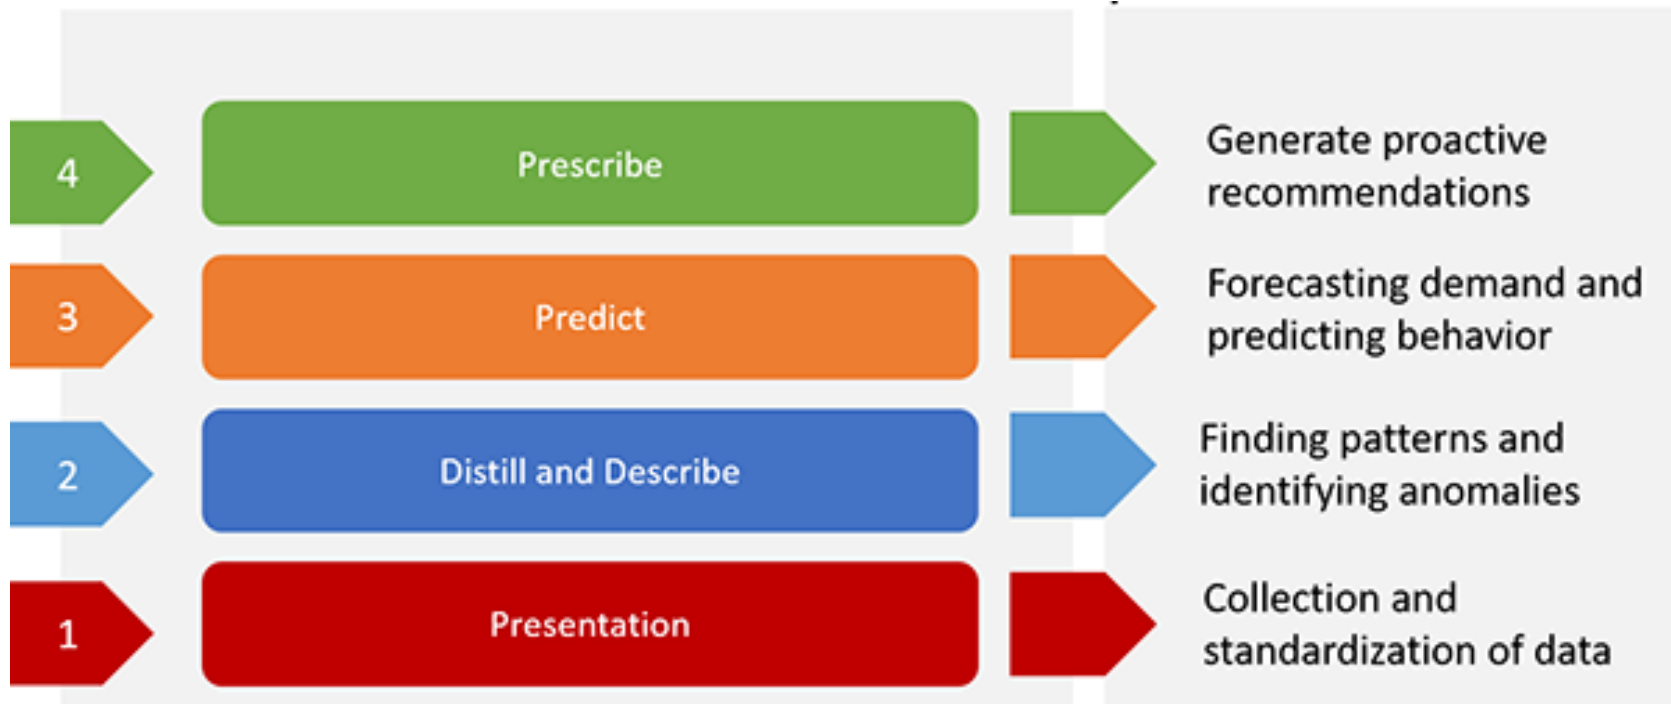 4
Prescribe
Generate proactive
recommendations
3
Predict
Forecasting demand and
predicting behavior
2
Distill and Describe
Finding patterns and
identifying anomalies
1
Presentation
Collection and
standardization of data